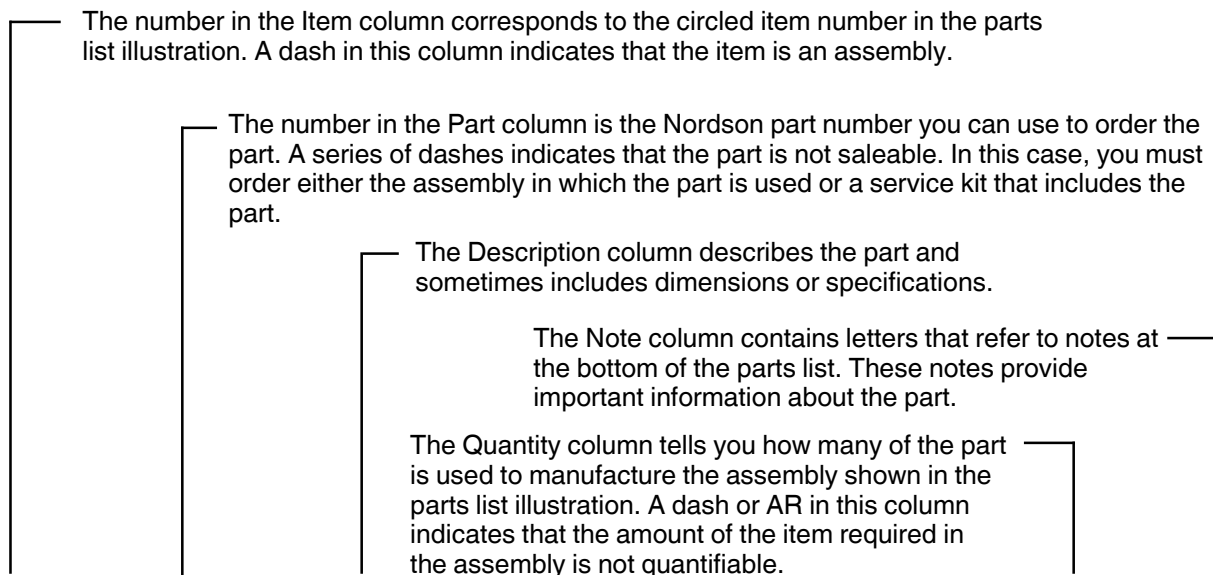 The number in the Item column corresponds to the circled item number in the parts
list illustration. A dash in this column indicates that the item is an assembly.
The number in the Part column is the Nordson part number you can use to order the
part. A series of dashes indicates that the part is not saleable. In this case, you must
order either the assembly in which the part is used or a service kit that includes the
part.
The Description column describes the part and
sometimes includes dimensions or specifications.
The Note column contains letters that refer to notes at
the bottom of the parts list. These notes provide
important information about the part.
The Quantity column tells you how many of the part
is used to manufacture the assembly shown in the
parts list illustration. A dash or AR in this column
indicates that the amount of the item required in
the assembly is not quantifiable.